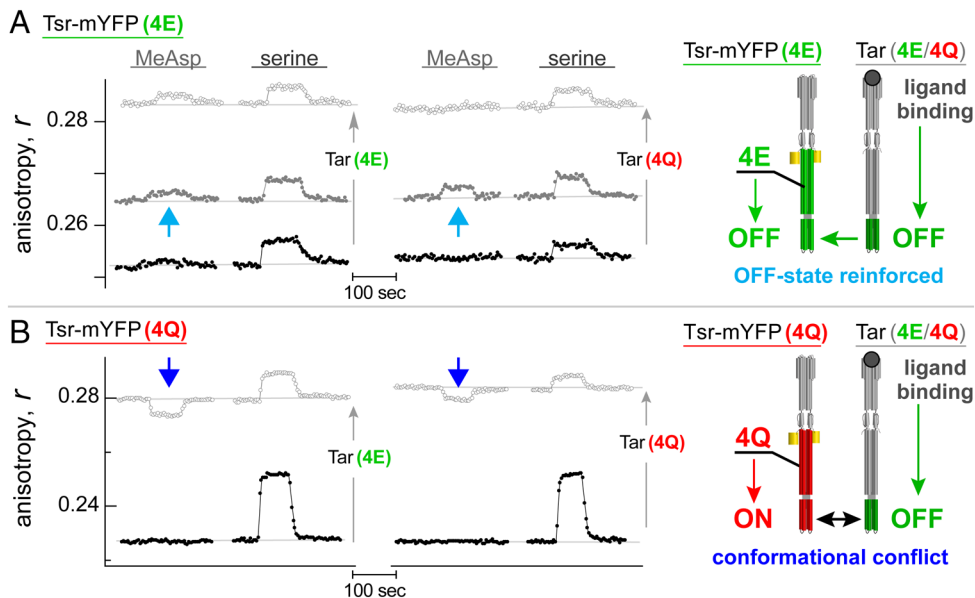 A
Tsr-mYFP (4E)
MeAsp serine MeAsp serine
0.28
0.26
anisotropy, r
Tar (4E)
Tar (4Q)
100 sec
Tsr-mYFP (4E) Tar (4E/4Q)
ligand
binding
4E
OFF OFF
OFF-state reinforced
B
Tsr-mYFP (4Q)
0.28
0.24
anisotropy, r
Tar (4E)
Tar (4Q)
100 sec
Tsr-mYFP (4Q) Tar (4E/4Q)
ligand
binding
4Q
ON OFF
conformational conflict